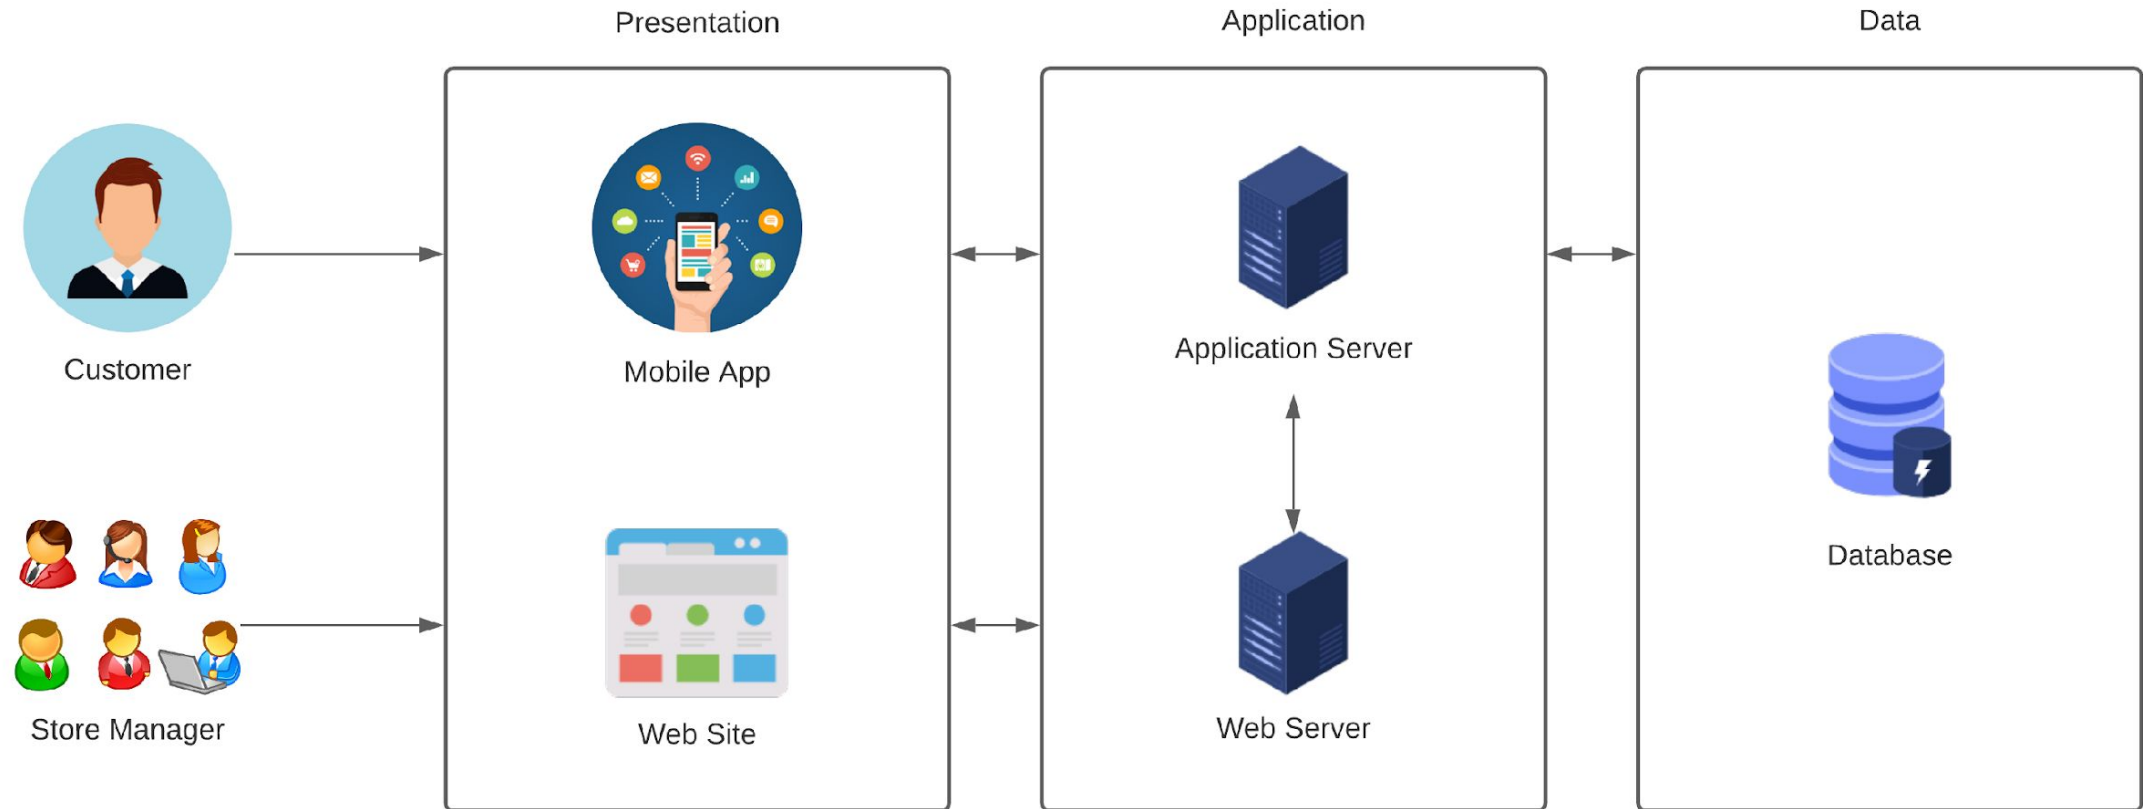 Presentation
Application
Data
Customer
Mobile App
Application Server
Database
Store Manager
Web Site
Web Server